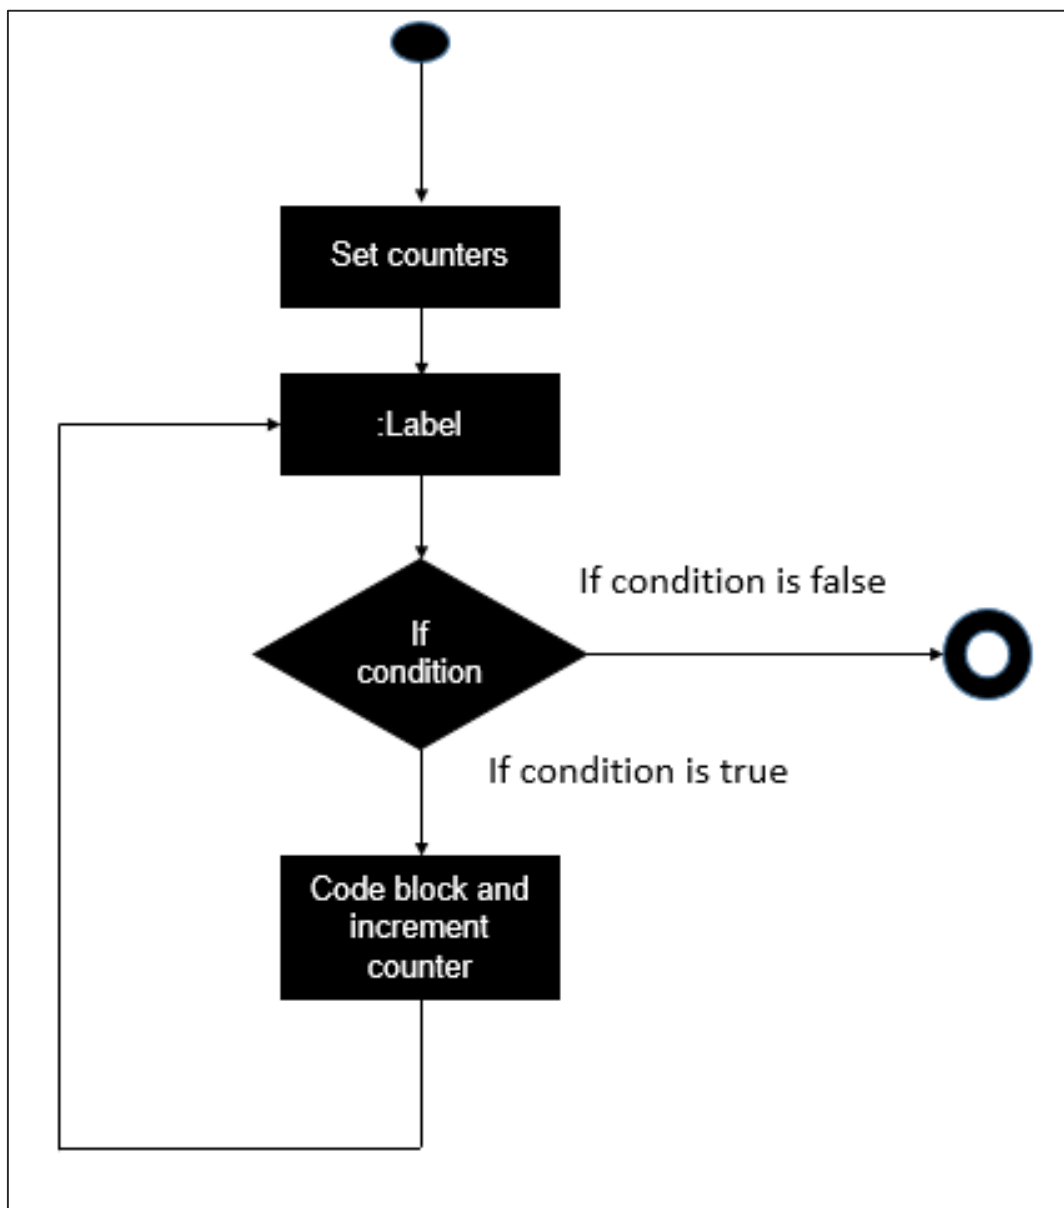 Set counters
:Label
If condition is false
If
condition
If condition is true
Code block and
increment
counter